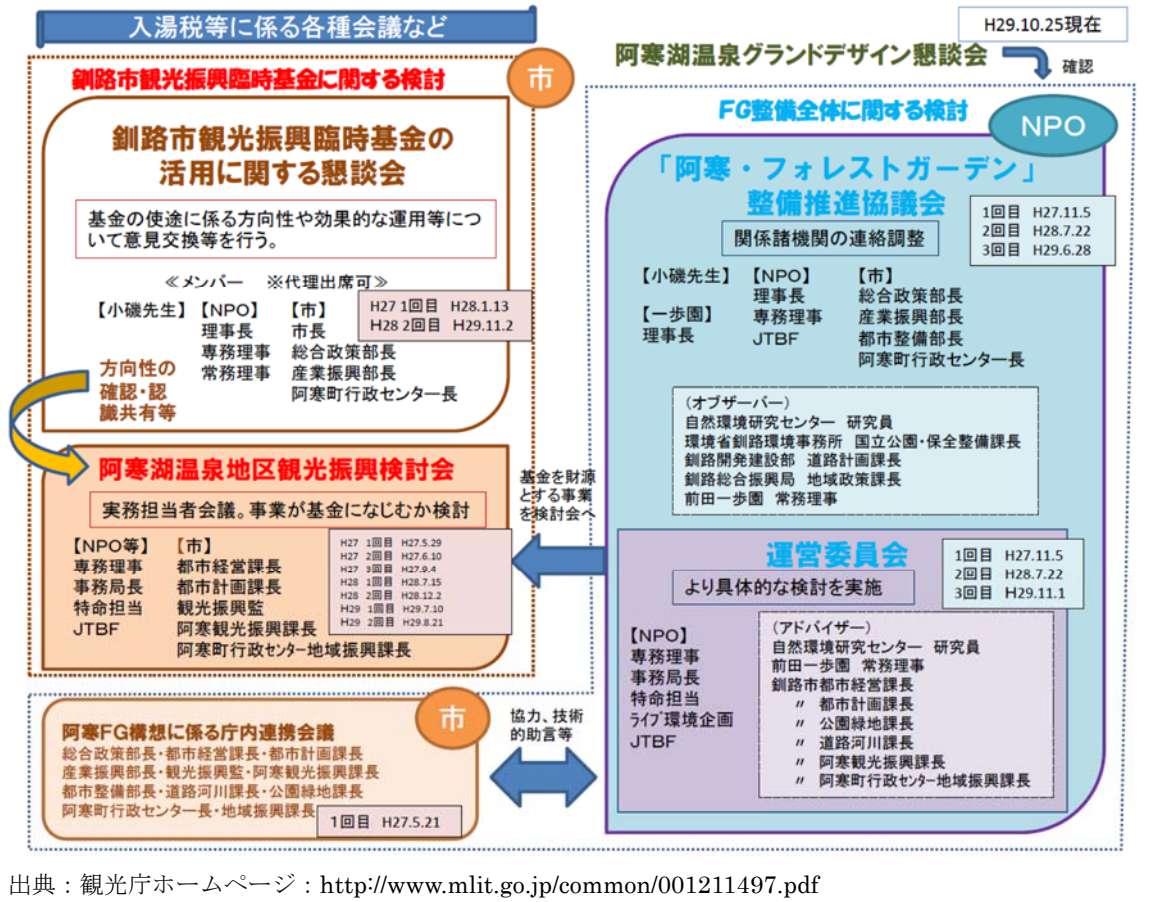 入湯税等に係る各種会議など
H29.10.25現在
阿寒湖温泉グランドデザイン懇談会
確認
釧路市観光振興臨時基金に関する検討
市
釧路市観光振興臨時基金の
活用に関する懇談会
基金の使途に係る方向性や効果的な運用等につ
いて意見交換等を行う。
≪メンバー ※代理出席可≫
【小磯先生】 【NPO】 【市】
理事長 市長
専務理事 総合政策部長
常務理事 産業振興部長
阿寒町行政センター長
H27 1回目 H28.1.13
H28 2回目 H29.11.2
方向性の
確認・認
識共有等
阿寒湖温泉地区観光振興検討会
実務担当者会議。事業が基金になじむか検討
【NPO等】 【市】
専務理事 都市経営課長
事務局長 都市計画課長
特命担当 観光振興監
JTBF 阿寒観光振興課長
阿寒町行政センター地域振興課長
H27 1回目 H27.5.29
H27 2回目 H27.6.10
H27 3回目 H27.9.4
H28 1回目 H28.7.15
H28 2回目 H28.12.2
H29 1回目 H29.7.10
H29 2回目 H29.8.21
基金を財源
とする事業
を検討会へ
FG整備全体に関する検討
NPO
「阿寒・フォレストガーデン」
整備推進協議会
関係諸機関の連絡調整
1回目 H27.11.5
2回目 H28.7.22
3回目 H29.6.28
【小磯先生】 【NPO】 【市】
理事長 総合政策部長
【一歩園】 専務理事 産業振興部長
理事長 JTBF 都市整備部長
阿寒町行政センター長
(オブザーバー)
自然環境研究センター 研究員
環境省釧路環境事務所 国立公園・保全整備課長
釧路開発建設部 道路計画課長
釧路総合振興局 地域政策課長
前田一歩園 常務理事
運営委員会
より具体的な検討を実施
1回目 H27.11.5
2回目 H28.7.22
3回目 H29.11.1
【NPO】
専務理事
事務局長
特命担当
ライブ環境企画
JTBF
(アドバイザー)
自然環境研究センター 研究員
前田一歩園 常務理事
釧路市都市経営課長
〃 都市計画課長
〃 公園緑地課長
〃 道路河川課長
〃 阿寒観光振興課長
〃 阿寒町行政センター地域振興課長
市
阿寒FG構想に係る庁内連携会議
総合政策部長・都市経営課長・都市計画課長
産業振興部長・観光振興監・阿寒観光振興課長
都市整備部長・道路河川課長・公園緑地課長
阿寒町行政センター長・地域振興課長
1回目 H27.5.21
協力、技術
的助言等
出典：観光庁ホームページ：http://www.mlit.go.jp/common/001211497.pdf